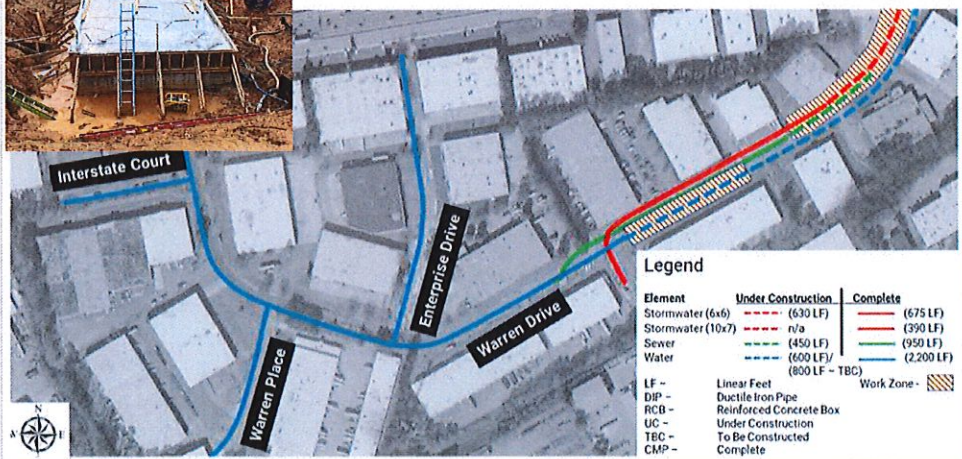 Interstate Court
Enterprise Drive
Warren Drive
Warren Place
N
Legend
Element Under Construction Complete
Stormwater (6x6) (630 LF) (675 LF)
Stormwater (10x7) n/a (390 LF)
Sewer (450 LF) (950 LF)
Water (600 LF)/ (2,200 LF)
(800 LF – TBC)
LF – Linear Feet Work Zone -
DIP – Ductile Iron Pipe
RCB – Reinforced Concrete Box
UC – Under Construction
TBC – To Be Constructed
CMP – Complete